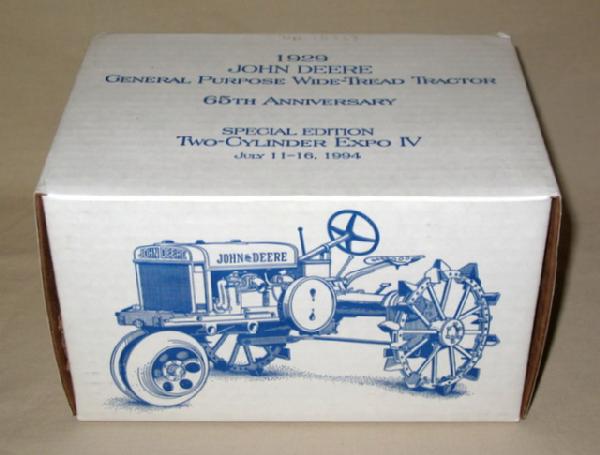 1929
JOHN DEERE
GENERAL PURPOSE WIDE-TREAD TRACTOR
65TH ANNIVERSARY
SPECIAL EDITION
TWO-CYLINDER EXPO IV
JULY 11-16, 1994
JOHN DEERE
JOHN DEERE